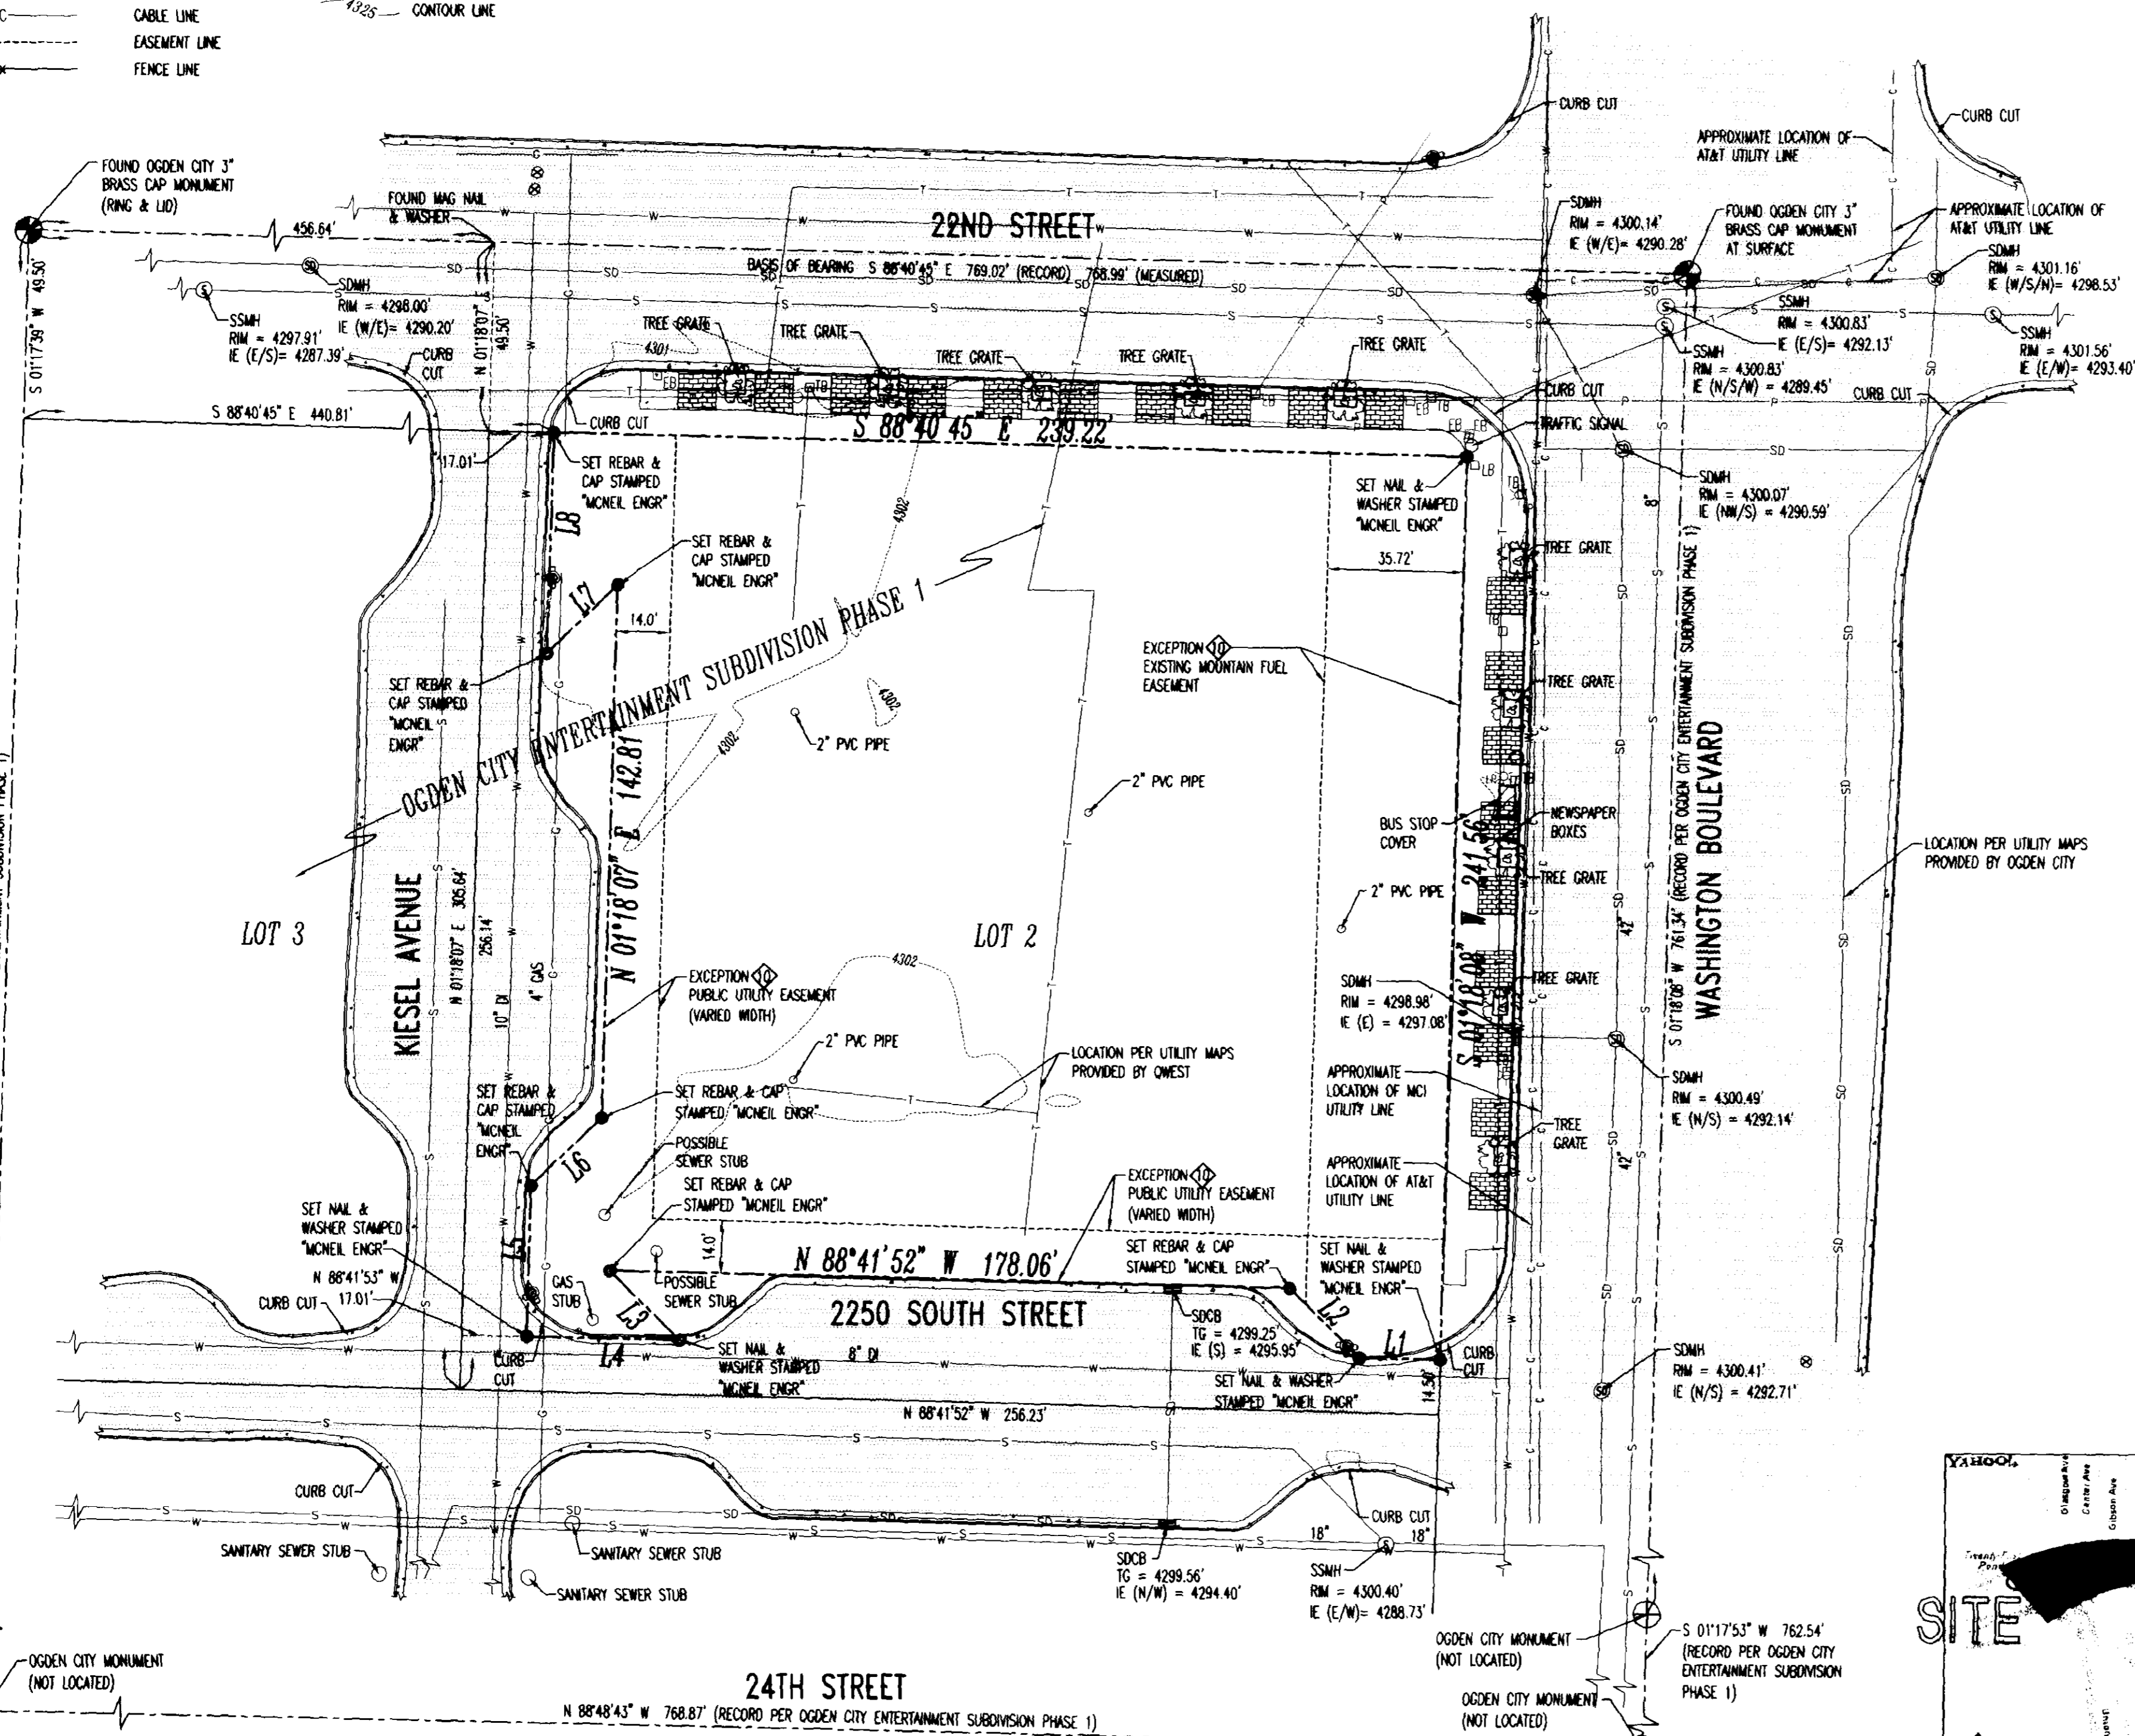 CABLE LINE
EASEMENT LINE
FENCE LINE
4325
CONTOUR LINE
FOUND OGDEN CITY 3"
BRASS CAP MONUMENT
(RING & LID)
S 01°17'39" W 49.50'
456.64'
FOUND MAG NAIL
& WASHER
22ND STREET
BASIS OF BEARING S 88°40'45" E 769.02' (RECORD) 768.99' (MEASURED)
CURB CUT
APPROXIMATE LOCATION OF
AT&T UTILITY LINE
CURB CUT
SDMH
RIM = 4300.14'
IE (W/E)= 4290.28'
FOUND OGDEN CITY 3"
BRASS CAP MONUMENT
AT SURFACE
APPROXIMATE LOCATION OF
AT&T UTILITY LINE
SDMH
RIM = 4301.16'
IE (W/S/N)= 4298.53'
SDMH
RIM = 4298.00'
IE (W/E)= 4290.20'
SSMH
RIM = 4297.91'
IE (E/S)= 4287.39'
N 01°18'07" E
49.50'
CURB
CUT
SSMH
RIM = 4300.83'
IE (E/S)= 4292.13'
SSMH
RIM = 4300.83'
IE (N/S/W) = 4289.45'
SSMH
RIM = 4301.56'
IE (E/W)= 4293.40'
CURB CUT
TREE GRATE
TREE GRATE
TREE GRATE
TREE GRATE
TREE GRATE
4301
CURB CUT
CURB CUT
TRAFFIC SIGNAL
S 88°40'45" E 440.81'
S 88°40'45" E 239.22'
17.01'
SET REBAR &
CAP STAMPED
"MCNEIL ENGR"
L8
SET REBAR &
CAP STAMPED
"MCNEIL ENGR"
L7
14.0'
4302
SET NAIL &
WASHER STAMPED
"MCNEIL ENGR"
35.72'
SDMH
RIM = 4300.07'
IE (NW/S) = 4290.59'
8"
TREE GRATE
OGDEN CITY ENTERTAINMENT SUBDIVISION PHASE 1
SET REBAR &
CAP STAMPED
"MCNEIL
ENGR"
EXCEPTION 10
EXISTING MOUNTAIN FUEL
EASEMENT
TREE GRATE
4302
4302
2" PVC PIPE
2" PVC PIPE
N 01°18'07" E 142.81'
BUS STOP
COVER
NEWSPAPER
BOXES
TREE GRATE
2" PVC PIPE
S 01°18'08" W 241.56'
S 01°18'08" W 761.34' (RECORD PER OGDEN CITY ENTERTAINMENT SUBDIVISION PHASE 1)
WASHINGTON BOULEVARD
LOCATION PER UTILITY MAPS
PROVIDED BY OGDEN CITY
LOT 3
KIESEL AVENUE
N 01°18'07" E 305.64'
256.14'
10" DI
4" GAS
LOT 2
4302
EXCEPTION 10
PUBLIC UTILITY EASEMENT
(VARIED WIDTH)
SDMH
RIM = 4298.98'
IE (E) = 4297.08'
TREE GRATE
42"
2" PVC PIPE
LOCATION PER UTILITY MAPS
PROVIDED BY QWEST
APPROXIMATE
LOCATION OF MCI
UTILITY LINE
SDMH
RIM = 4300.49'
IE (N/S) = 4292.14'
TREE
GRATE
42"
SET REBAR &
CAP STAMPED
"MCNEIL
ENGR"
SET REBAR & CAP
STAMPED "MCNEIL ENGR"
L6
POSSIBLE
SEWER STUB
SET REBAR & CAP
STAMPED "MCNEIL ENGR"
EXCEPTION 10
PUBLIC UTILITY EASEMENT
(VARIED WIDTH)
APPROXIMATE
LOCATION OF AT&T
UTILITY LINE
SET NAIL &
WASHER STAMPED
"MCNEIL ENGR"
L5
14.0'
N 88°41'52" W 178.06'
SET REBAR & CAP
STAMPED "MCNEIL ENGR"
SET NAIL &
WASHER STAMPED
"MCNEIL ENGR"
N 88°41'53" W
17.01'
CURB CUT
GAS
STUB
POSSIBLE
SEWER STUB
L3
2250 SOUTH STREET
SDCB
TG = 4299.25'
IE (S) = 4295.95'
L2
L1
CURB
CUT
L4
CURB
CUT
SET NAIL &
WASHER STAMPED
"MCNEIL ENGR"
8" DI
SET NAIL & WASHER
STAMPED "MCNEIL ENGR"
14.50'
SDMH
RIM = 4300.41'
IE (N/S) = 4292.71'
N 88°41'52" W 256.23'
CURB CUT
CURB CUT
SANITARY SEWER STUB
SANITARY SEWER STUB
SANITARY SEWER STUB
SDCB
TG = 4299.56'
IE (N/W) = 4294.40'
18"
18"
SSMH
RIM = 4300.40'
IE (E/W)= 4288.73'
OGDEN CITY MONUMENT
(NOT LOCATED)
S 01°17'53" W 762.54'
(RECORD PER OGDEN CITY
ENTERTAINMENT SUBDIVISION
PHASE 1)
OGDEN CITY MONUMENT
(NOT LOCATED)
OGDEN CITY MONUMENT
(NOT LOCATED)
24TH STREET
N 88°48'43" W 768.87' (RECORD PER OGDEN CITY ENTERTAINMENT SUBDIVISION PHASE 1)
YAHOO!
Glasgow Ave
Center Ave
Gibson Ave
SITE